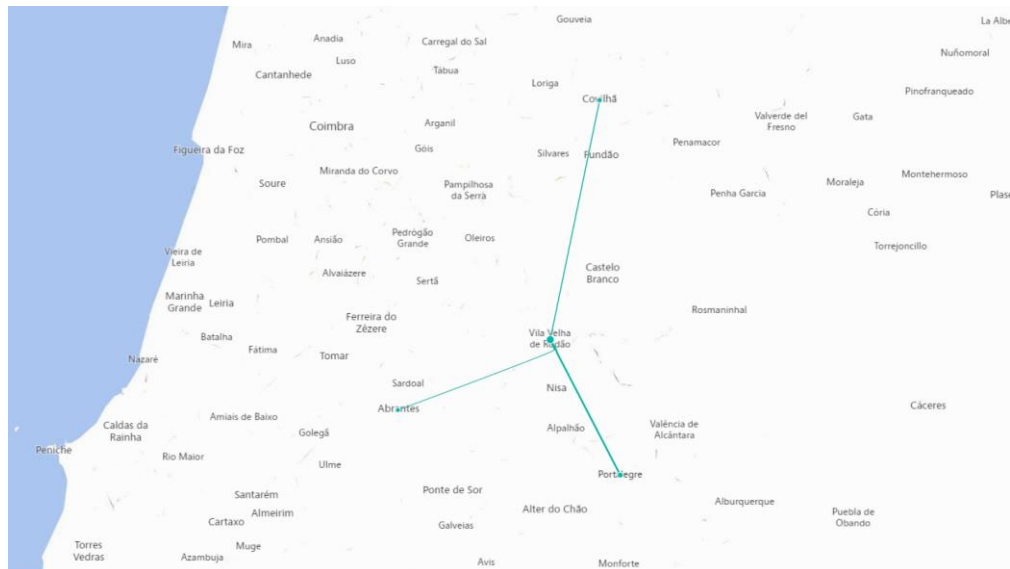 Gouveia
La Albe
Mira
Anadia
Carregal do Sal
Nuñomoral
Luso
Cantanhede
Tábua
Loriga
Pinofranqueado
Covilhã
Coimbra
Arganil
Valverde del
Fresno
Gata
Figueira da Foz
Góis
Silvares
Fundão
Penamacor
Miranda do Corvo
Soure
Pampilhosa
da Serra
Penha Garcia
Moraleja
Montehermoso
Plase
Cória
Pombal
Ansião
Pedrógão
Grande
Oleiros
Torrejoncillo
Vieira de
Leiria
Alvaiázere
Sertã
Castelo
Branco
Marinha
Grande
Leiria
Rosmaninhal
Ferreira do
Zêzere
Batalha
Vila Velha
de Ródão
Nazaré
Fátima
Tomar
Sardoal
Nisa
Abrantes
Cáceres
Caldas da
Rainha
Amiais de Baixo
Golegã
Alpalhão
Valência de
Alcántara
Peniche
Rio Maior
Ulme
Portalegre
Santarém
Ponte de Sor
Alburquerque
Cartaxo
Almeirim
Galveias
Alter do Chão
Puebla de
Obando
Torres
Vedras
Azambuja
Muge
Avis
Monforte